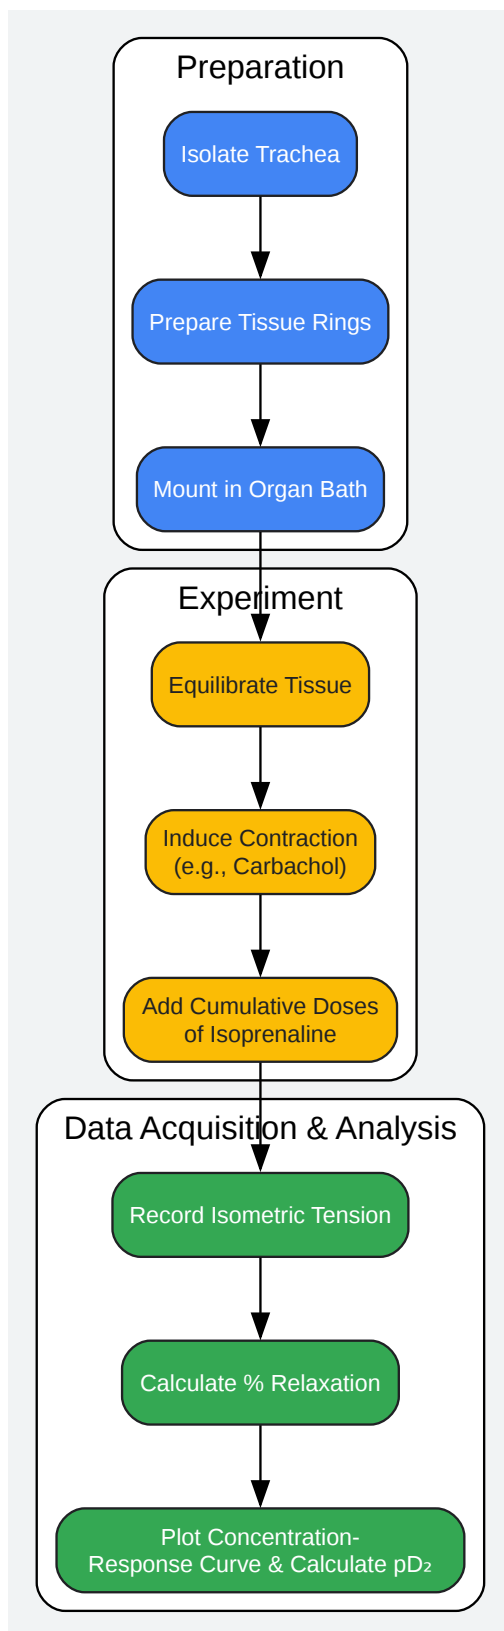 Preparation
Isolate Trachea
Prepare Tissue Rings
Mount in Organ Bath
Experiment
Equilibrate Tissue
Induce Contraction
(e.g., Carbachol)
Add Cumulative Doses
of Isoprenaline
Data Acquisition & Analysis
Record Isometric Tension
Calculate % Relaxation
Plot Concentration-
Response Curve & Calculate pD₂